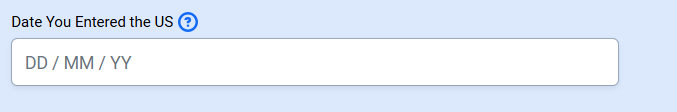 Date You Entered the US ?
DD / MM / YY